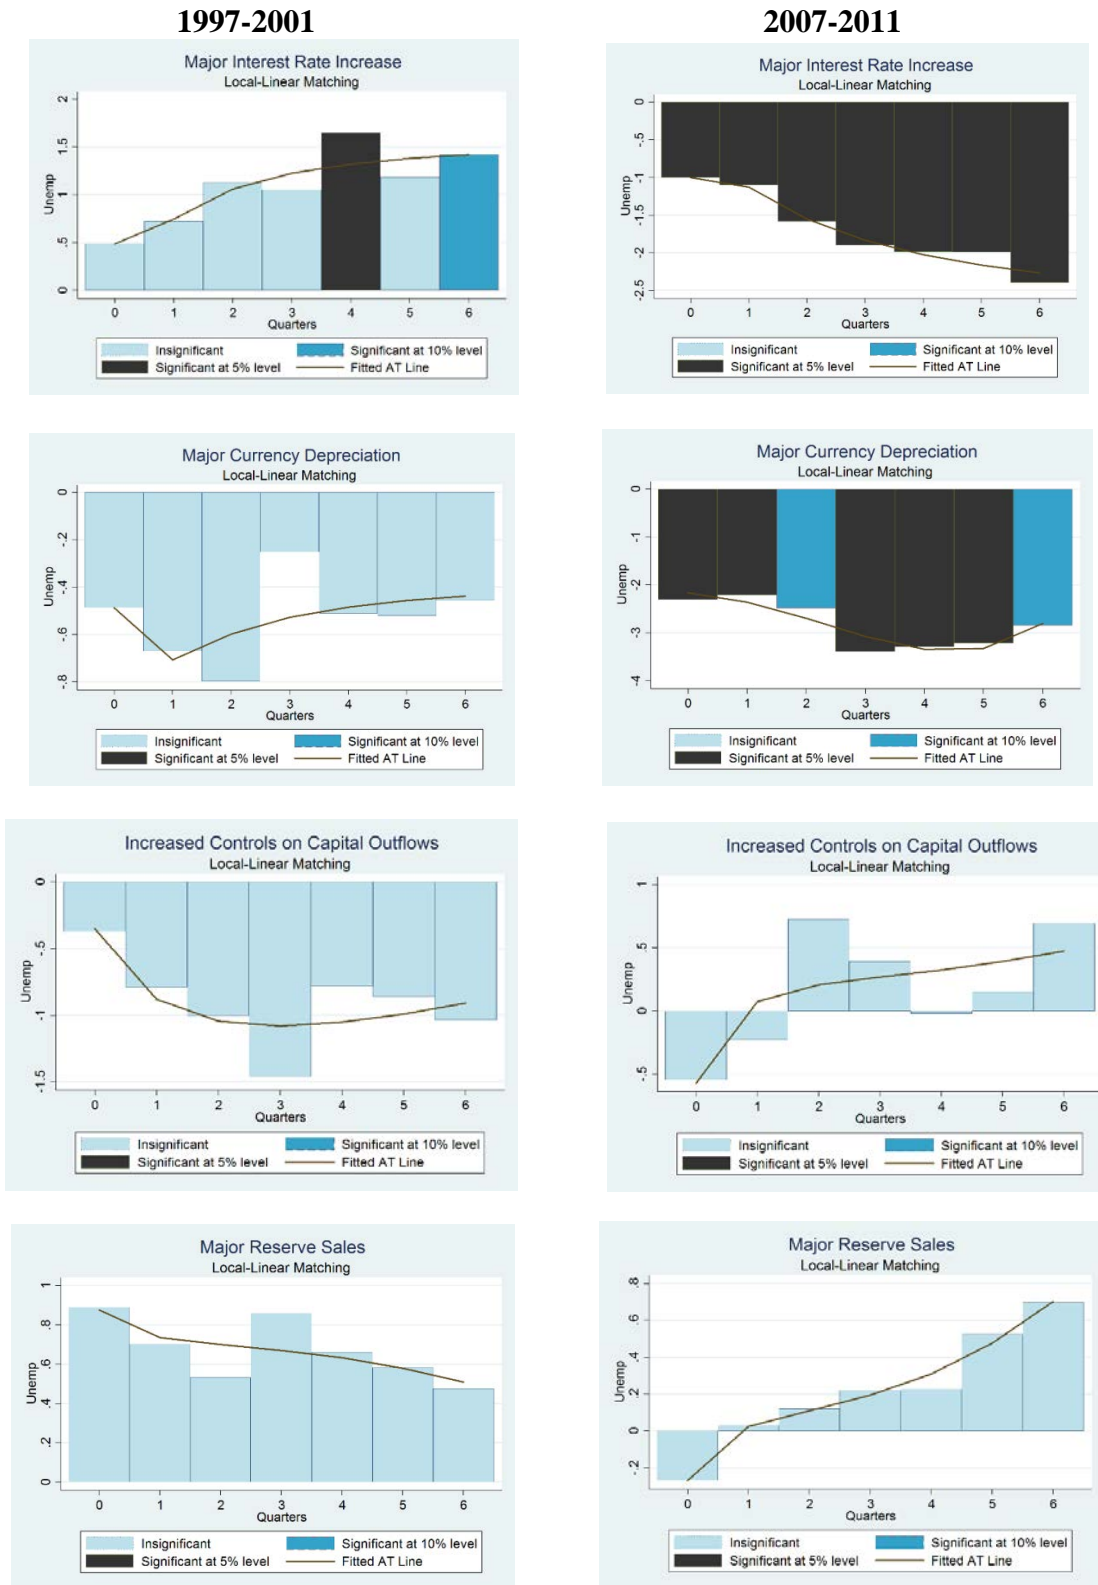 1997-2001
2007-2011
Major Interest Rate Increase
Local-Linear Matching
Unemp
2
1.5
1
.5
0
0 1 2 3 4 5 6
Quarters
Insignificant
Significant at 10% level
Significant at 5% level
Fitted AT Line
Major Interest Rate Increase
Local-Linear Matching
Unemp
0
-.5
-1
-1.5
-2
-2.5
0 1 2 3 4 5 6
Quarters
Insignificant
Significant at 10% level
Significant at 5% level
Fitted AT Line
Major Currency Depreciation
Local-Linear Matching
Unemp
0
-.2
-.4
-.6
-.8
0 1 2 3 4 5 6
Quarters
Insignificant
Significant at 10% level
Significant at 5% level
Fitted AT Line
Major Currency Depreciation
Local-Linear Matching
Unemp
0
-1
-2
-3
-4
0 1 2 3 4 5 6
Quarters
Insignificant
Significant at 10% level
Significant at 5% level
Fitted AT Line
Increased Controls on Capital Outflows
Local-Linear Matching
Unemp
0
-.5
-1
-1.5
0 1 2 3 4 5 6
Quarters
Insignificant
Significant at 10% level
Significant at 5% level
Fitted AT Line
Increased Controls on Capital Outflows
Local-Linear Matching
Unemp
1
.5
0
-.5
0 1 2 3 4 5 6
Quarters
Insignificant
Significant at 10% level
Significant at 5% level
Fitted AT Line
Major Reserve Sales
Local-Linear Matching
Unemp
1
.8
.6
.4
.2
0
0 1 2 3 4 5 6
Quarters
Insignificant
Significant at 10% level
Significant at 5% level
Fitted AT Line
Major Reserve Sales
Local-Linear Matching
Unemp
.8
.6
.4
.2
0
-.2
0 1 2 3 4 5 6
Quarters
Insignificant
Significant at 10% level
Significant at 5% level
Fitted AT Line